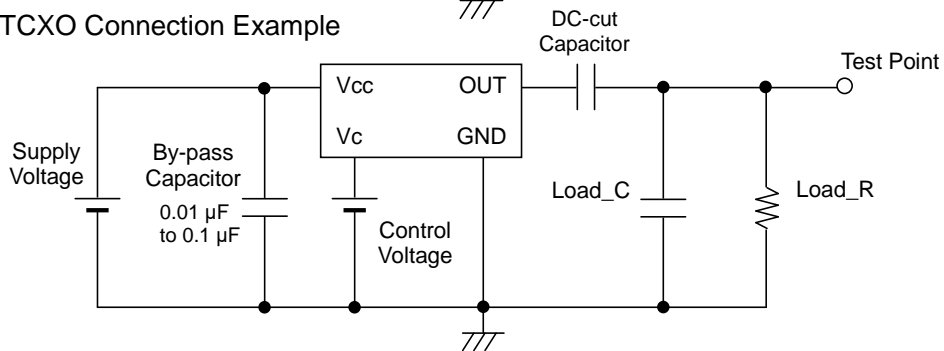 TCXO Connection Example
DC-cut
Capacitor
Test Point
Vcc
OUT
Vc
GND
Supply
Voltage
By-pass
Capacitor
0.01 µF
to 0.1 µF
Control
Voltage
Load_C
Load_R